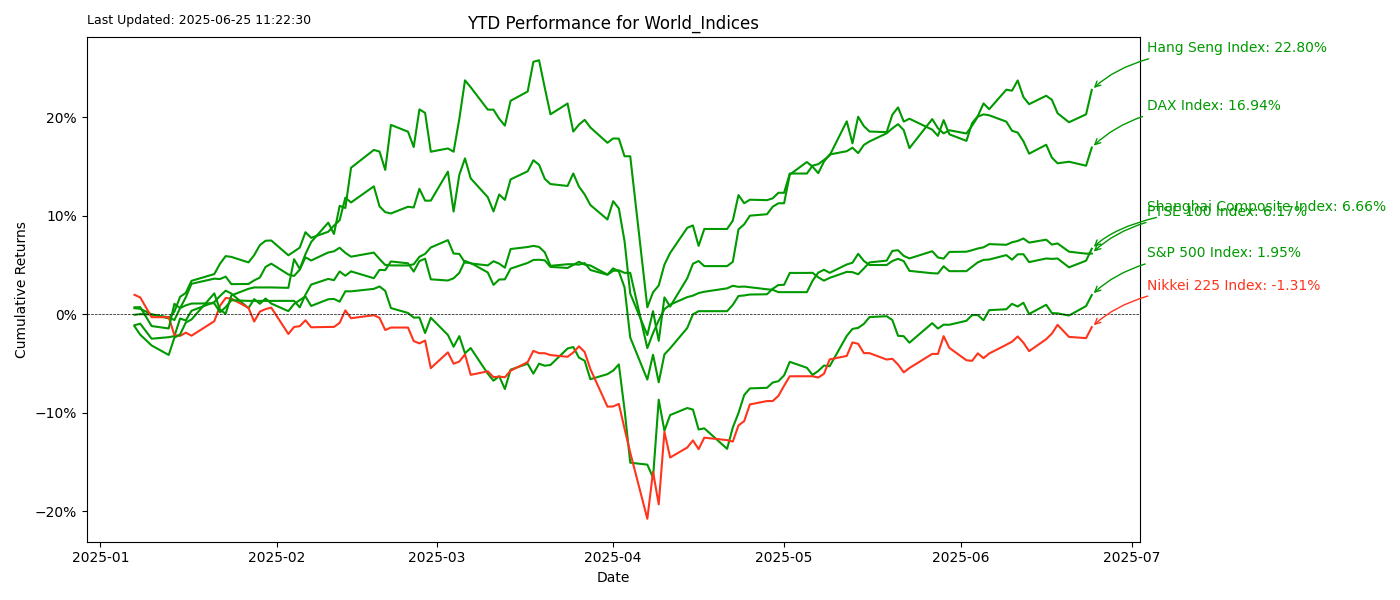 Last Updated: 2025-06-25 11:22:30
YTD Performance for World_Indices
Hang Seng Index: 22.80%
DAX Index: 16.94%
Shanghai Composite Index: 6.66%
FTSE 100 Index: 6.17%
S&P 500 Index: 1.95%
Nikkei 225 Index: -1.31%
Cumulative Returns
20%
10%
0%
−10%
−20%
2025-01 2025-02 2025-03 2025-04 2025-05 2025-06 2025-07
Date